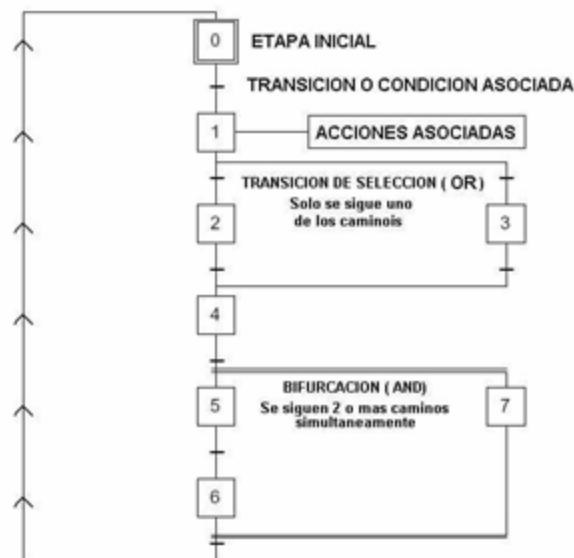 0 ETAPA INICIAL
TRANSICION O CONDICION ASOCIADA
1 ACCIONES ASOCIADAS
TRANSICION DE SELECCION ( OR )
Solo se sigue uno
de los caminois
2
3
4
BIFURCACION ( AND)
Se siguen 2 o mas caminos
simultaneamente
5
7
6